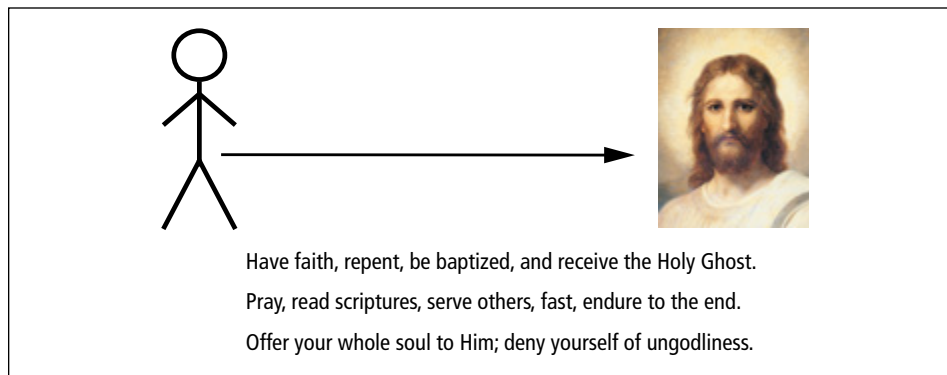 Have faith, repent, be baptized, and receive the Holy Ghost.
Pray, read scriptures, serve others, fast, endure to the end.
Offer your whole soul to Him; deny yourself of ungodliness.